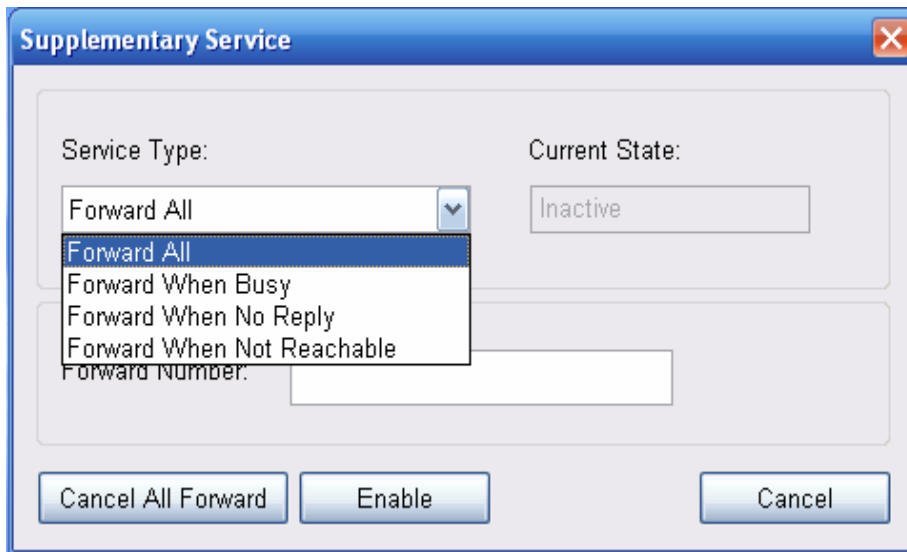 Supplementary Service
Service Type:
Current State:
Forward All
Inactive
Forward All
Forward When Busy
Forward When No Reply
Forward When Not Reachable
Forward Number:
Cancel All Forward
Enable
Cancel